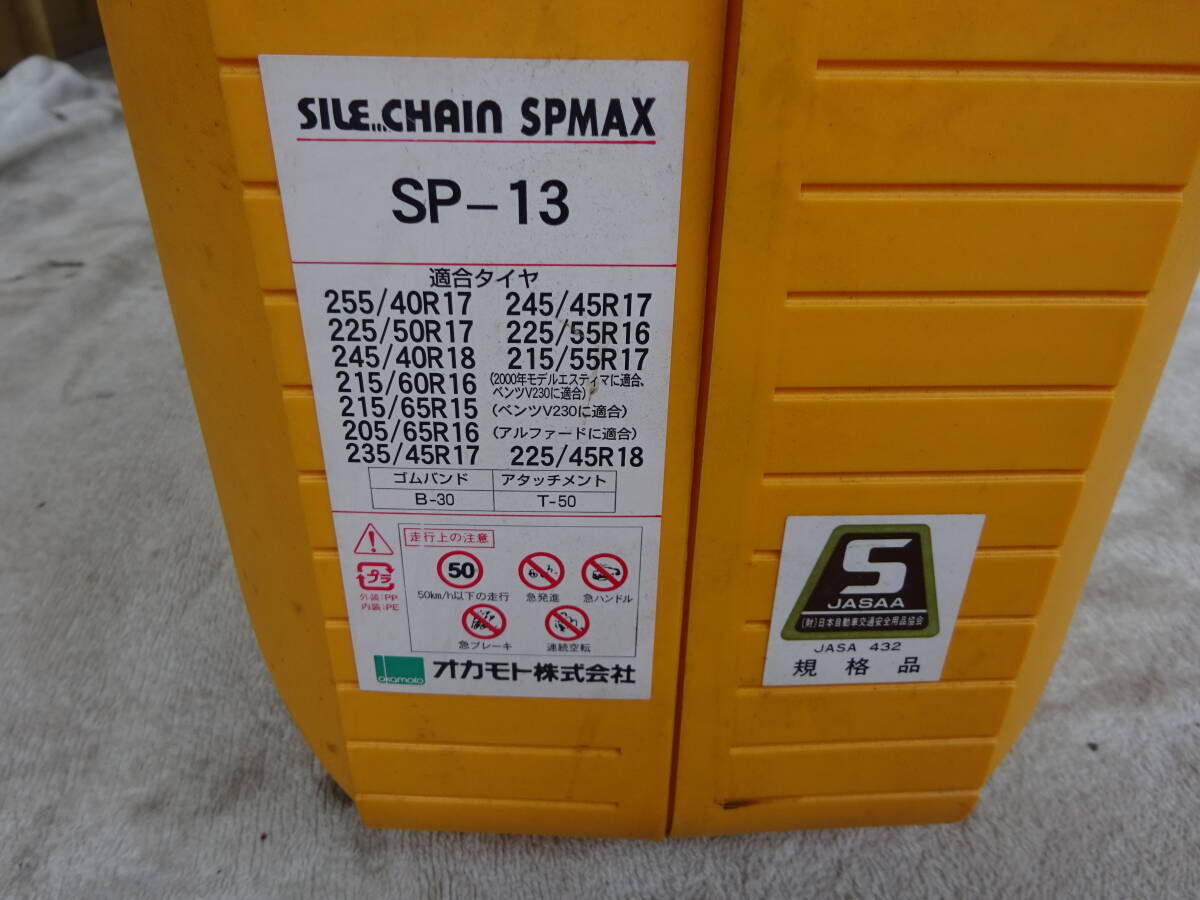 SILE...CHAIN SPMAX
SP-13
適合タイヤ
255/40R17 245/45R17
225/50R17 225/55R16
245/40R18 215/55R17
215/60R16 (2000年モデルエスティマに適合、
ベンツV230に適合)
215/65R15 (ベンツV230に適合)
205/65R16 (アルファードに適合)
235/45R17 225/45R18
ゴムバンド アタッチメント
B-30 T-50
走行上の注意
50
50km/h以下の走行 急発進 急ハンドル
急ブレーキ 連続空転
プラ
外装:PP
内装:PE
okamoto オカモト株式会社
S
JASAA
(財)日本自動車交通安全用品協会
JASA 432
規格品